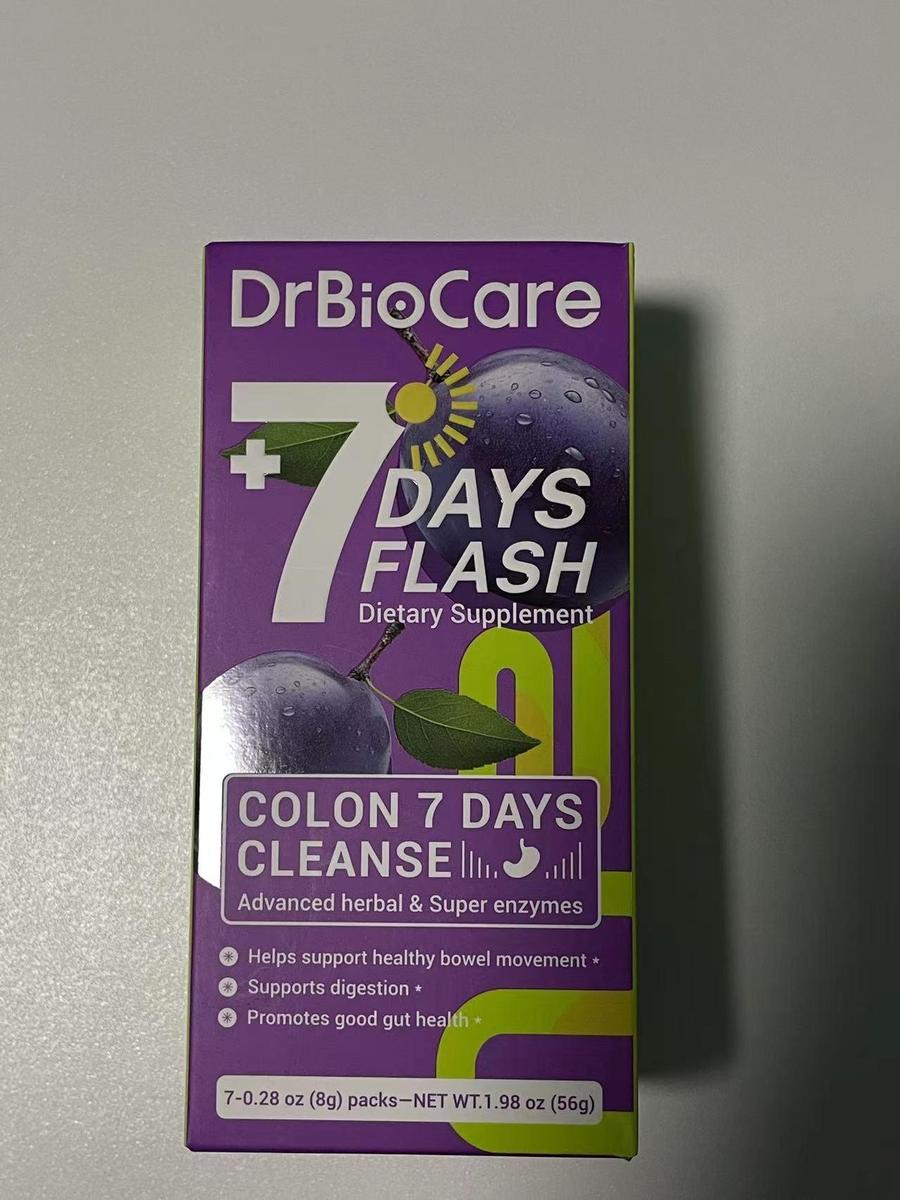 DrBioCare
+7
DAYS
FLASH
Dietary Supplement
COLON 7 DAYS
CLEANSE
Advanced herbal & Super enzymes
Helps support healthy bowel movement *
Supports digestion *
Promotes good gut health *
7-0.28 oz (8g) packs—NET WT.1.98 oz (56g)